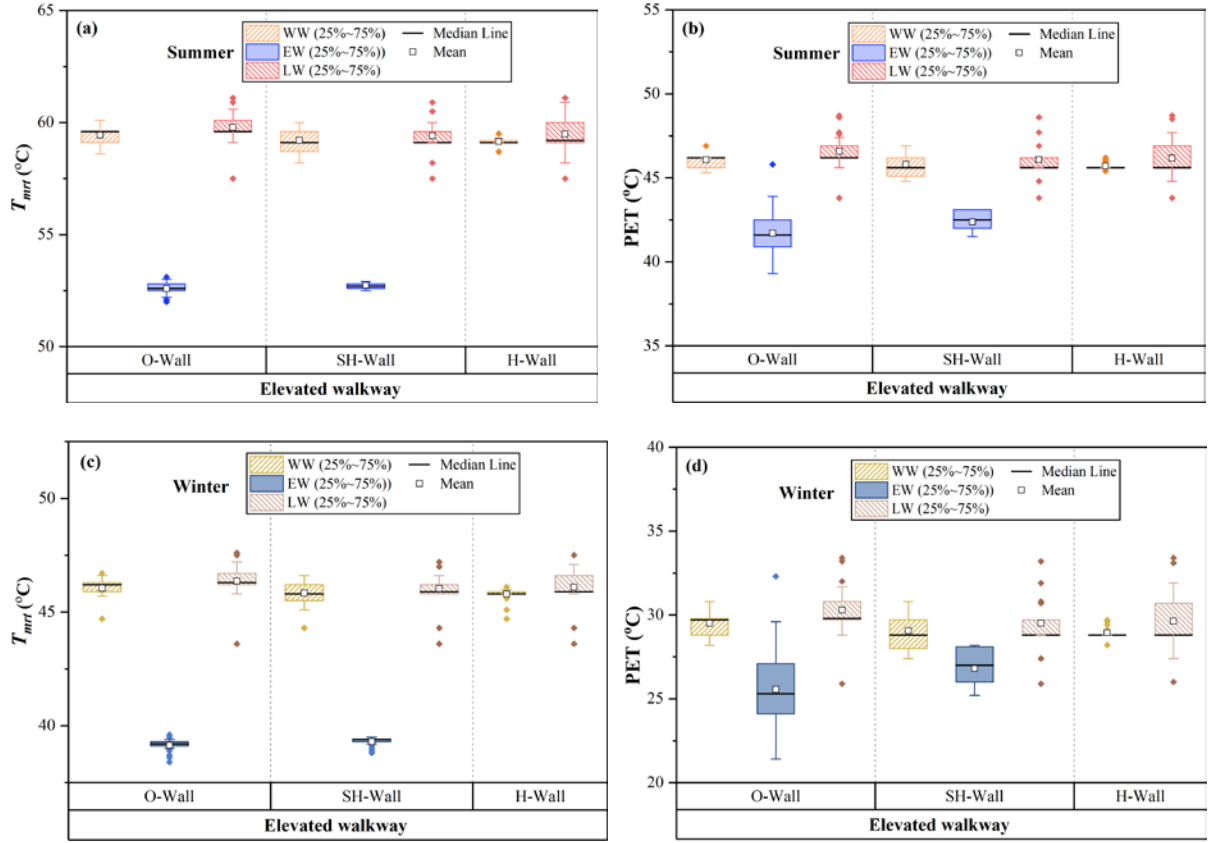 (a)
Summer
WW (25%~75%) Median Line
EW (25%~75%)) Mean
LW (25%~75%)
65
60
55
50
Tmrt (°C)
O-Wall SH-Wall H-Wall
Elevated walkway
(b)
Summer
WW (25%~75%) Median Line
EW (25%~75%)) Mean
LW (25%~75%)
55
50
45
40
35
PET (°C)
O-Wall SH-Wall H-Wall
Elevated walkway
(c)
Winter
WW (25%~75%) Median Line
EW (25%~75%)) Mean
LW (25%~75%)
50
45
40
Tmrt (°C)
O-Wall SH-Wall H-Wall
Elevated walkway
(d)
Winter
WW (25%~75%) Median Line
EW (25%~75%)) Mean
LW (25%~75%)
40
35
30
25
20
PET (°C)
O-Wall SH-Wall H-Wall
Elevated walkway